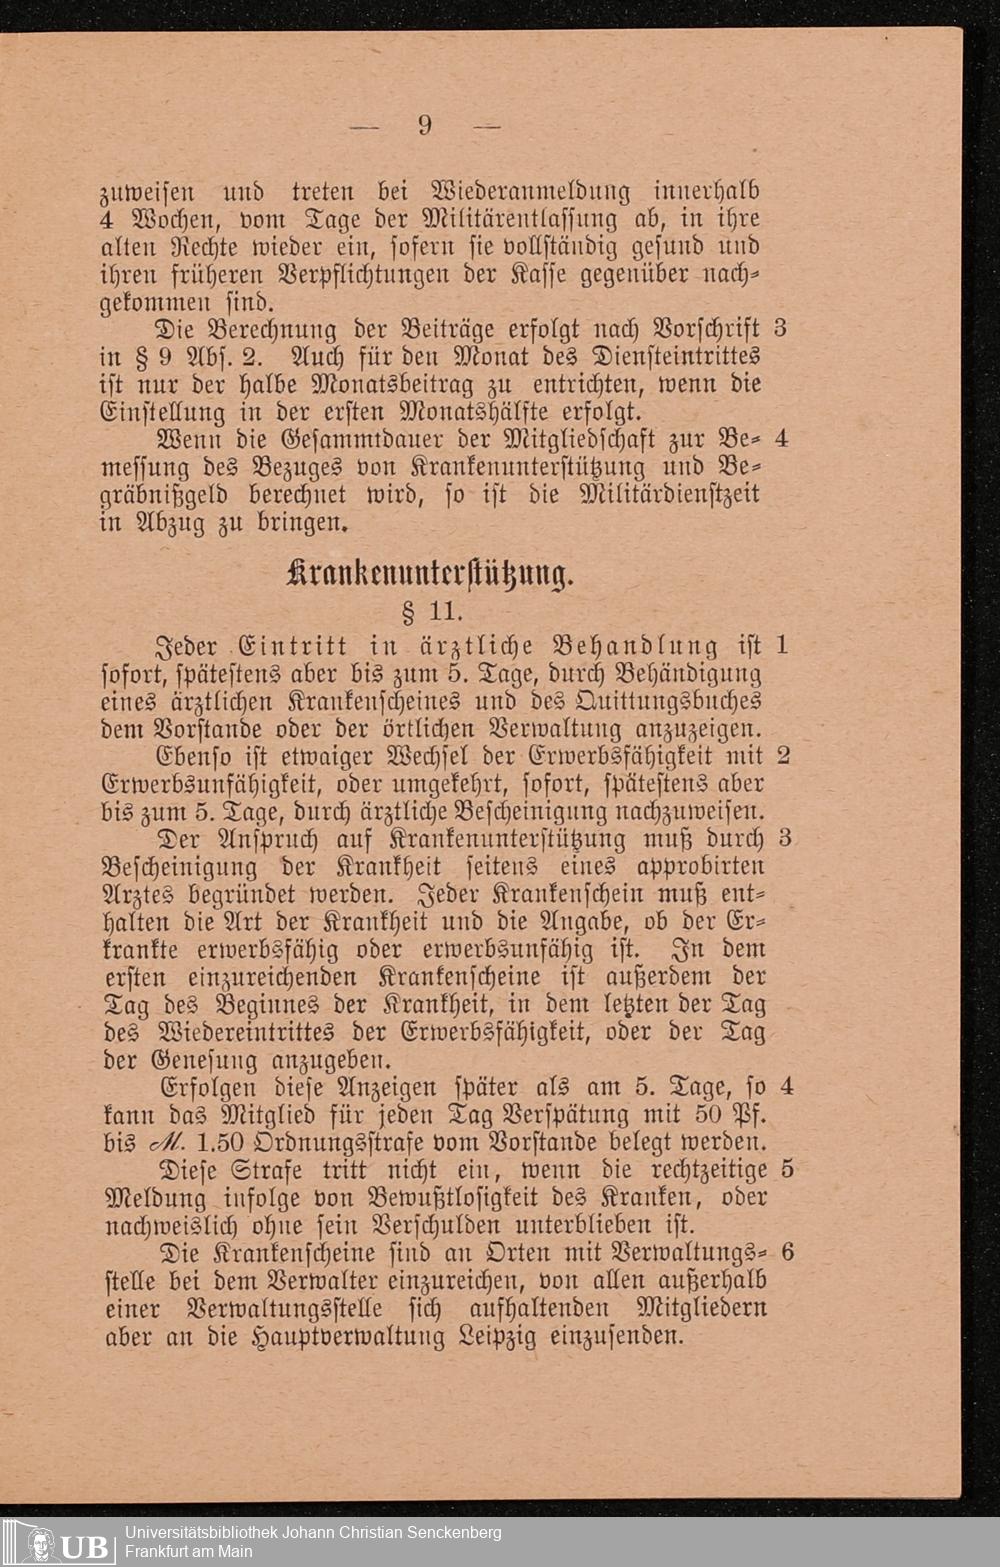 — 9 —
zuweisen und treten bei Wiederanmeldung innerhalb
4 Wochen, vom Tage der Militärentlassung ab, in ihre
alten Rechte wieder ein, sofern sie vollständig gesund und
ihren früheren Verpflichtungen der Kasse gegenüber nach-
gekommen sind.
Die Berechnung der Beiträge erfolgt nach Vorschrift 3
in § 9 Abs. 2. Auch für den Monat des Diensteintrittes
ist nur der halbe Monatsbeitrag zu entrichten, wenn die
Einstellung in der ersten Monatshälfte erfolgt.
Wenn die Gesammtdauer der Mitgliedschaft zur Be- 4
messung des Bezuges von Krankenunterstützung und Be-
gräbnißgeld berechnet wird, so ist die Militärdienstzeit
in Abzug zu bringen.
Krankenunterstützung.
§ 11.
Jeder Eintritt in ärztliche Behandlung ist 1
sofort, spätestens aber bis zum 5. Tage, durch Behändigung
eines ärztlichen Krankenscheines und des Quittungsbuches
dem Vorstande oder der örtlichen Verwaltung anzuzeigen.
Ebenso ist etwaiger Wechsel der Erwerbsfähigkeit mit 2
Erwerbsunfähigkeit, oder umgekehrt, sofort, spätestens aber
bis zum 5. Tage, durch ärztliche Bescheinigung nachzuweisen.
Der Anspruch auf Krankenunterstützung muß durch 3
Bescheinigung der Krankheit seitens eines approbirten
Arztes begründet werden. Jeder Krankenschein muß ent-
halten die Art der Krankheit und die Angabe, ob der Er-
krankte erwerbsfähig oder erwerbsunfähig ist. In dem
ersten einzureichenden Krankenscheine ist außerdem der
Tag des Beginnes der Krankheit, in dem letzten der Tag
des Wiedereintrittes der Erwerbsfähigkeit, oder der Tag
der Genesung anzugeben.
Erfolgen diese Anzeigen später als am 5. Tage, so 4
kann das Mitglied für jeden Tag Verspätung mit 50 Pf.
bis M. 1.50 Ordnungsstrafe vom Vorstande belegt werden.
Diese Strafe tritt nicht ein, wenn die rechtzeitige 5
Meldung infolge von Bewußtlosigkeit des Kranken, oder
nachweislich ohne sein Verschulden unterblieben ist.
Die Krankenscheine sind an Orten mit Verwaltungs- 6
stelle bei dem Verwalter einzureichen, von allen außerhalb
einer Verwaltungsstelle sich aufhaltenden Mitgliedern
aber an die Hauptverwaltung Leipzig einzusenden.
UB Universitätsbibliothek Johann Christian Senckenberg
Frankfurt am Main